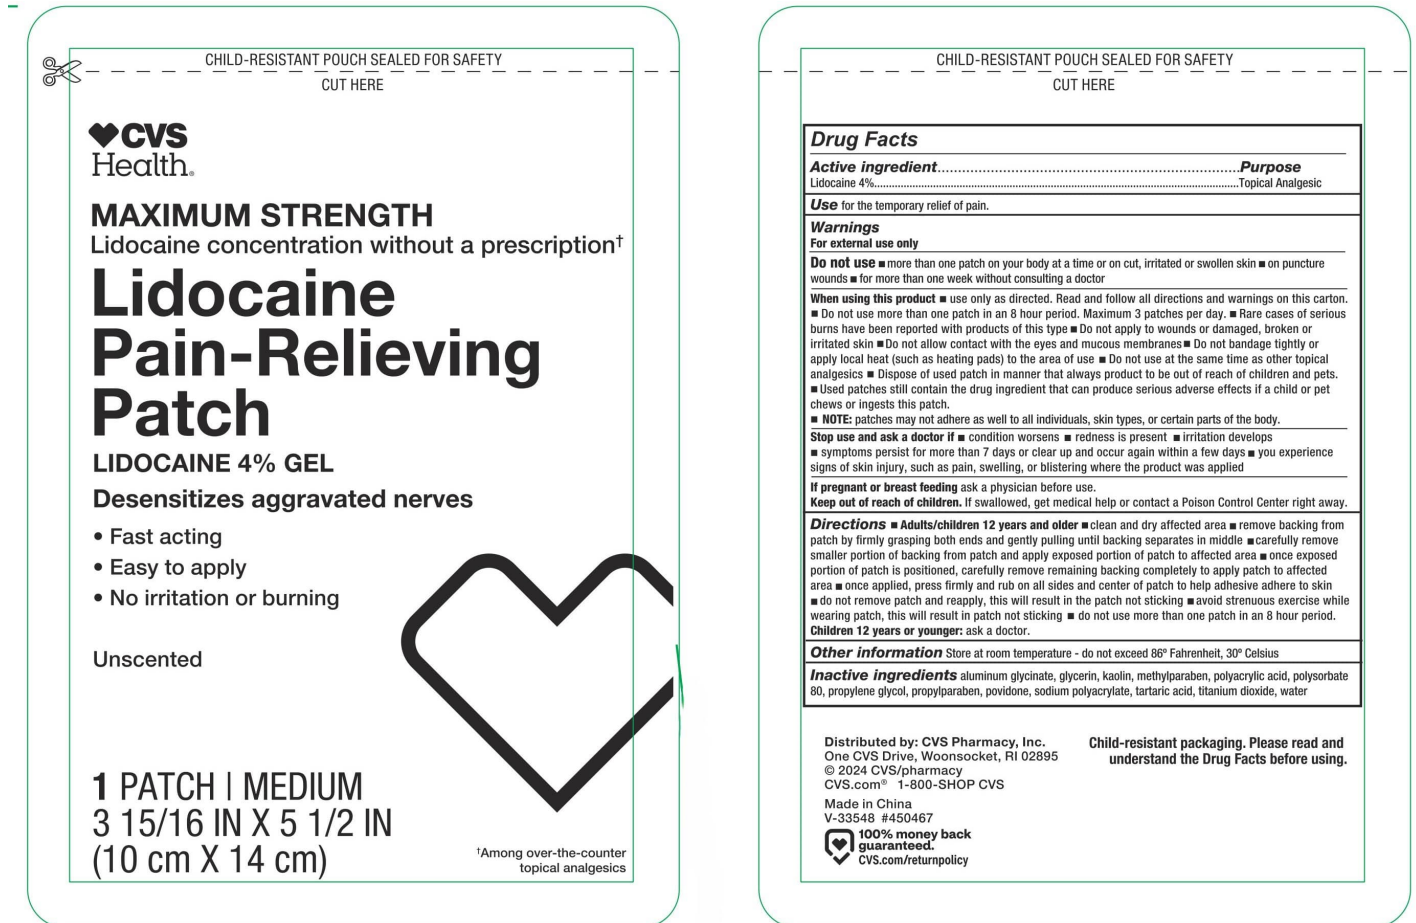 CHILD-RESISTANT POUCH SEALED FOR SAFETY
CUT HERE
CVS
Health®
MAXIMUM STRENGTH
Lidocaine concentration without a prescription†
Lidocaine
Pain-Relieving
Patch
LIDOCAINE 4% GEL
Desensitizes aggravated nerves
• Fast acting
• Easy to apply
• No irritation or burning
Unscented
1 PATCH | MEDIUM
3 15/16 IN X 5 1/2 IN
(10 cm X 14 cm)
†Among over-the-counter
topical analgesics
CHILD-RESISTANT POUCH SEALED FOR SAFETY
CUT HERE
Drug Facts
Active ingredient..........................................................................Purpose
Lidocaine 4%............................................................................................................................Topical Analgesic
Use for the temporary relief of pain.
Warnings
For external use only
Do not use ■ more than one patch on your body at a time or on cut, irritated or swollen skin ■ on puncture
wounds ■ for more than one week without consulting a doctor
When using this product ■ use only as directed. Read and follow all directions and warnings on this carton.
■ Do not use more than one patch in an 8 hour period. Maximum 3 patches per day. ■ Rare cases of serious
burns have been reported with products of this type ■ Do not apply to wounds or damaged, broken or
irritated skin ■ Do not allow contact with the eyes and mucous membranes ■ Do not bandage tightly or
apply local heat (such as heating pads) to the area of use ■ Do not use at the same time as other topical
analgesics ■ Dispose of used patch in manner that always product to be out of reach of children and pets.
■ Used patches still contain the drug ingredient that can produce serious adverse effects if a child or pet
chews or ingests this patch.
■ NOTE: patches may not adhere as well to all individuals, skin types, or certain parts of the body.
Stop use and ask a doctor if ■ condition worsens ■ redness is present ■ irritation develops
■ symptoms persist for more than 7 days or clear up and occur again within a few days ■ you experience
signs of skin injury, such as pain, swelling, or blistering where the product was applied
If pregnant or breast feeding ask a physician before use.
Keep out of reach of children. If swallowed, get medical help or contact a Poison Control Center right away.
Directions ■ Adults/children 12 years and older ■ clean and dry affected area ■ remove backing from
patch by firmly grasping both ends and gently pulling until backing separates in middle ■ carefully remove
smaller portion of backing from patch and apply exposed portion of patch to affected area ■ once exposed
portion of patch is positioned, carefully remove remaining backing completely to apply patch to affected
area ■ once applied, press firmly and rub on all sides and center of patch to help adhesive adhere to skin
■ do not remove patch and reapply, this will result in the patch not sticking ■ avoid strenuous exercise while
wearing patch, this will result in patch not sticking ■ do not use more than one patch in an 8 hour period.
Children 12 years or younger: ask a doctor.
Other information Store at room temperature - do not exceed 86º Fahrenheit, 30º Celsius
Inactive ingredients aluminum glycinate, glycerin, kaolin, methylparaben, polyacrylic acid, polysorbate
80, propylene glycol, propylparaben, povidone, sodium polyacrylate, tartaric acid, titanium dioxide, water
Distributed by: CVS Pharmacy, Inc.
One CVS Drive, Woonsocket, RI 02895
© 2024 CVS/pharmacy
CVS.com® 1-800-SHOP CVS
Made in China
V-33548 #450467
100% money back
guaranteed.
CVS.com/returnpolicy
Child-resistant packaging. Please read and
understand the Drug Facts before using.